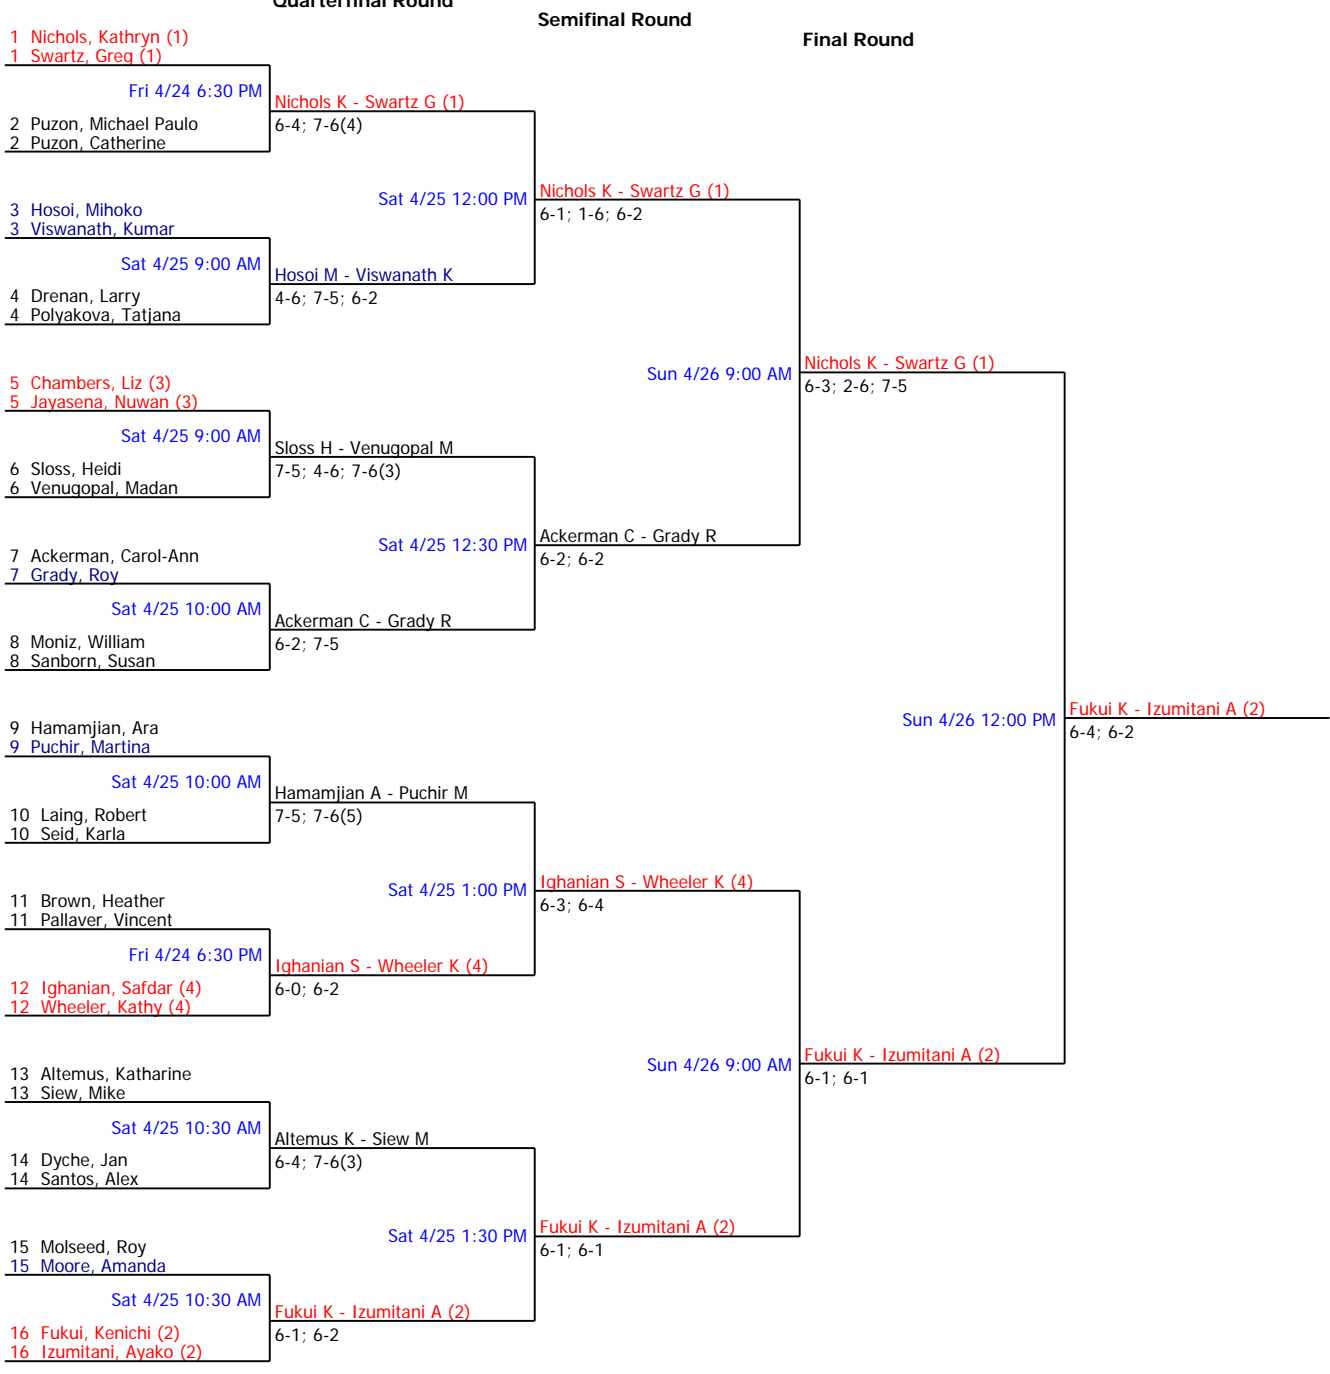 Quarterfinal Round
Semifinal Round
Final Round
1 Nichols, Kathryn (1)
1 Swartz, Greg (1)
Fri 4/24 6:30 PM
Nichols K - Swartz G (1)
6-4; 7-6(4)
2 Puzon, Michael Paulo
2 Puzon, Catherine
Sat 4/25 12:00 PM
Nichols K - Swartz G (1)
6-1; 1-6; 6-2
3 Hosoi, Mihoko
3 Viswanath, Kumar
Sat 4/25 9:00 AM
Hosoi M - Viswanath K
4-6; 7-5; 6-2
4 Drenan, Larry
4 Polyakova, Tatjana
Sun 4/26 9:00 AM
Nichols K - Swartz G (1)
6-3; 2-6; 7-5
5 Chambers, Liz (3)
5 Jayasena, Nuwan (3)
Sat 4/25 9:00 AM
Sloss H - Venugopal M
7-5; 4-6; 7-6(3)
6 Sloss, Heidi
6 Venugopal, Madan
Sat 4/25 12:30 PM
Ackerman C - Grady R
6-2; 6-2
7 Ackerman, Carol-Ann
7 Grady, Roy
Sat 4/25 10:00 AM
Ackerman C - Grady R
6-2; 7-5
8 Moniz, William
8 Sanborn, Susan
Sun 4/26 12:00 PM
Fukui K - Izumitani A (2)
6-4; 6-2
9 Hamamjian, Ara
9 Puchir, Martina
Sat 4/25 10:00 AM
Hamamjian A - Puchir M
7-5; 7-6(5)
10 Laing, Robert
10 Seid, Karla
Sat 4/25 1:00 PM
Ighanian S - Wheeler K (4)
6-3; 6-4
11 Brown, Heather
11 Pallaver, Vincent
Fri 4/24 6:30 PM
Ighanian S - Wheeler K (4)
6-0; 6-2
12 Ighanian, Safdar (4)
12 Wheeler, Kathy (4)
Sun 4/26 9:00 AM
Fukui K - Izumitani A (2)
6-1; 6-1
13 Altemus, Katharine
13 Siew, Mike
Sat 4/25 10:30 AM
Altemus K - Siew M
6-4; 7-6(3)
14 Dyche, Jan
14 Santos, Alex
Sat 4/25 1:30 PM
Fukui K - Izumitani A (2)
6-1; 6-1
15 Molseed, Roy
15 Moore, Amanda
Sat 4/25 10:30 AM
Fukui K - Izumitani A (2)
6-1; 6-2
16 Fukui, Kenichi (2)
16 Izumitani, Ayako (2)